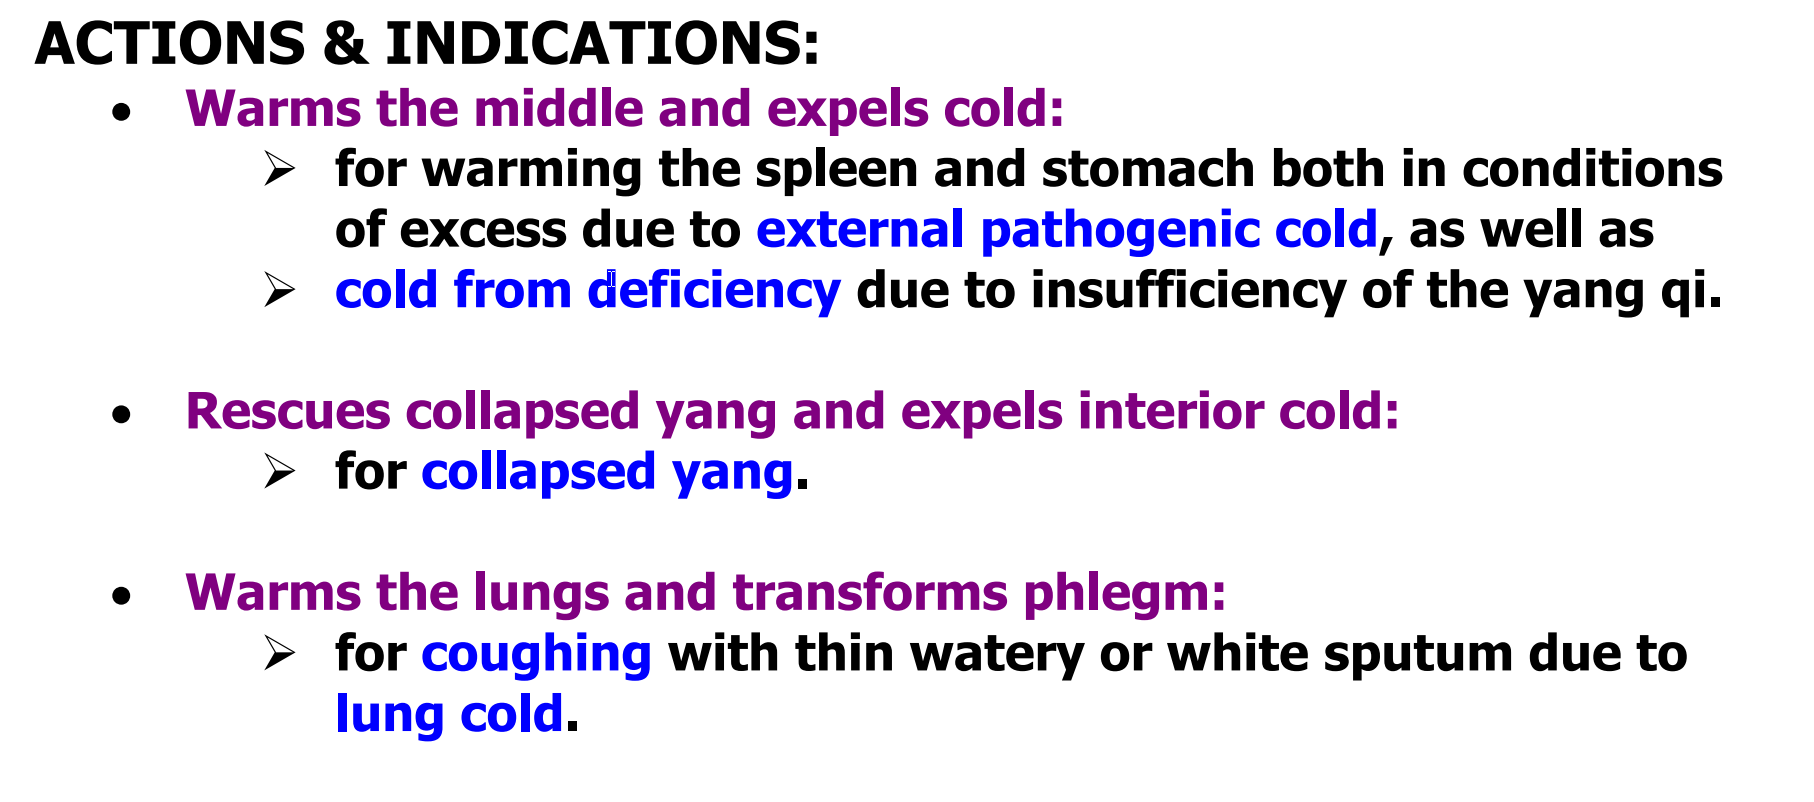 ACTIONS & INDICATIONS:
• Warms the middle and expels cold:
➢ for warming the spleen and stomach both in conditions
of excess due to external pathogenic cold, as well as
➢ cold from deficiency due to insufficiency of the yang qi.
• Rescues collapsed yang and expels interior cold:
➢ for collapsed yang.
• Warms the lungs and transforms phlegm:
➢ for coughing with thin watery or white sputum due to
lung cold.